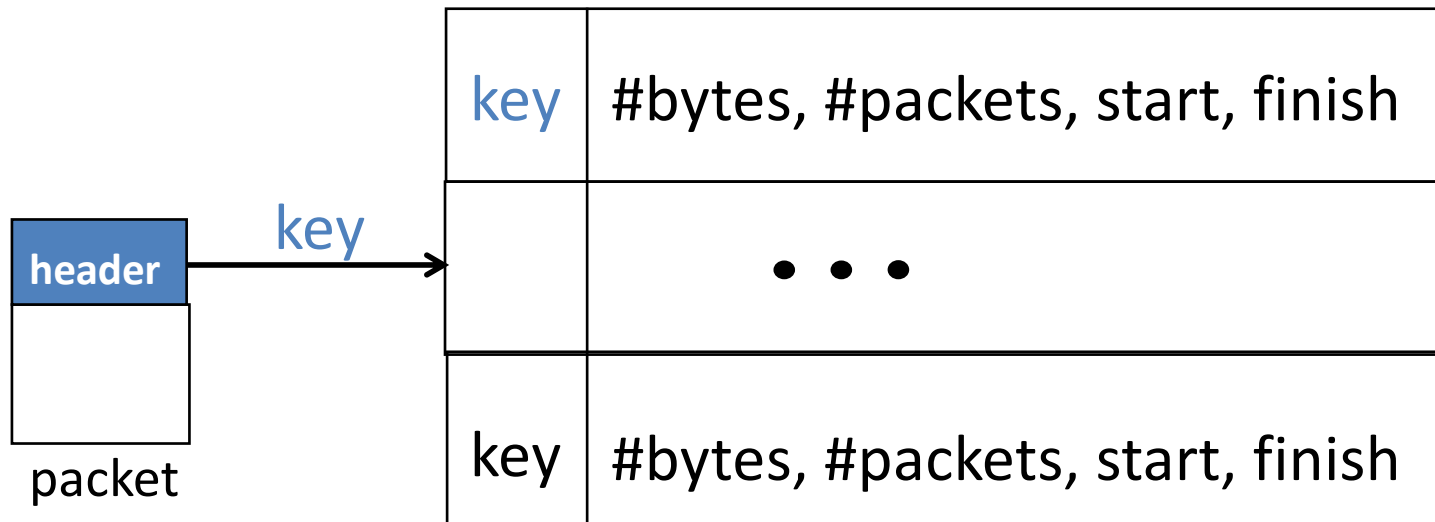 key #bytes, #packets, start, finish
key
header
• • •
packet
key #bytes, #packets, start, finish